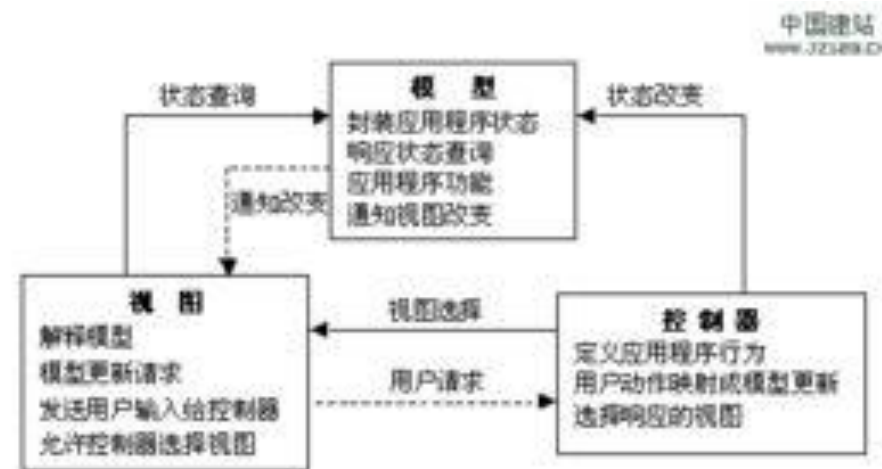 中国建站
状态查询
模 型
封装应用程序状态
响应状态查询
应用程序功能
通知视图改变
状态改变
通知改变
视 图
解释模型
模型更新请求
发送用户输入给控制器
允许控制器选择视图
视图选择
用户请求
控 制 器
定义应用程序行为
用户动作映射成模型更新
选择响应的视图